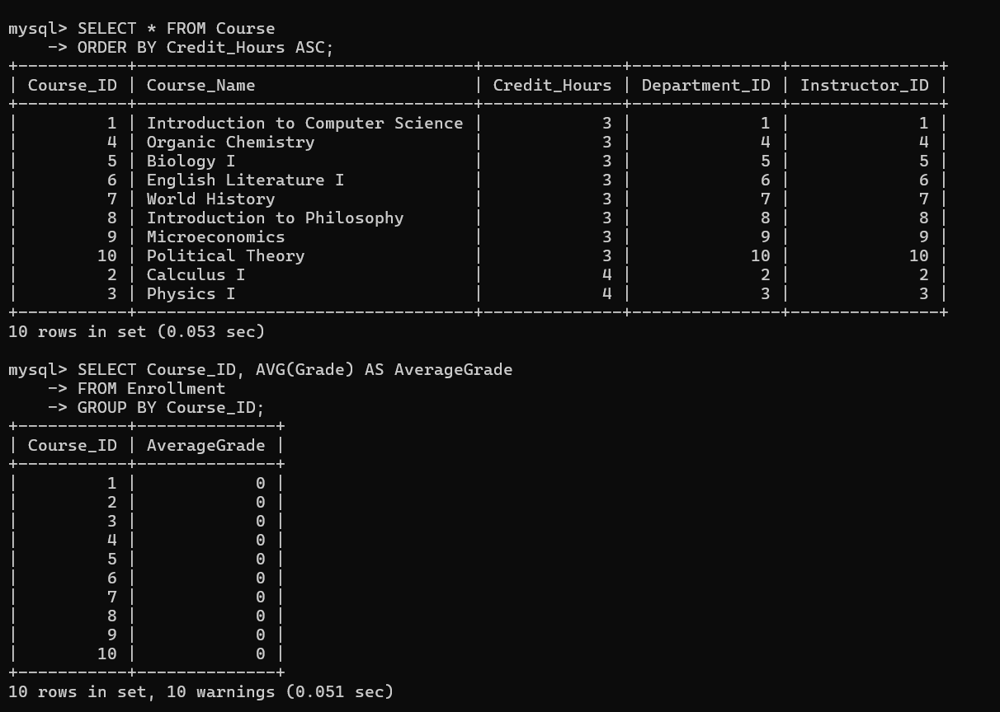 mysql> SELECT * FROM Course
    -> ORDER BY Credit_Hours ASC;
+-----------+----------------------------------+--------------+---------------+---------------+
| Course_ID | Course_Name                      | Credit_Hours | Department_ID | Instructor_ID |
+-----------+----------------------------------+--------------+---------------+---------------+
|         1 | Introduction to Computer Science |            3 |             1 |             1 |
|         4 | Organic Chemistry                |            3 |             4 |             4 |
|         5 | Biology I                        |            3 |             5 |             5 |
|         6 | English Literature I             |            3 |             6 |             6 |
|         7 | World History                    |            3 |             7 |             7 |
|         8 | Introduction to Philosophy       |            3 |             8 |             8 |
|         9 | Microeconomics                   |            3 |             9 |             9 |
|        10 | Political Theory                 |            3 |            10 |            10 |
|         2 | Calculus I                       |            4 |             2 |             2 |
|         3 | Physics I                        |            4 |             3 |             3 |
+-----------+----------------------------------+--------------+---------------+---------------+
10 rows in set (0.053 sec)

mysql> SELECT Course_ID, AVG(Grade) AS AverageGrade
    -> FROM Enrollment
    -> GROUP BY Course_ID;
+-----------+--------------+
| Course_ID | AverageGrade |
+-----------+--------------+
|         1 |            0 |
|         2 |            0 |
|         3 |            0 |
|         4 |            0 |
|         5 |            0 |
|         6 |            0 |
|         7 |            0 |
|         8 |            0 |
|         9 |            0 |
|        10 |            0 |
+-----------+--------------+
10 rows in set, 10 warnings (0.051 sec)